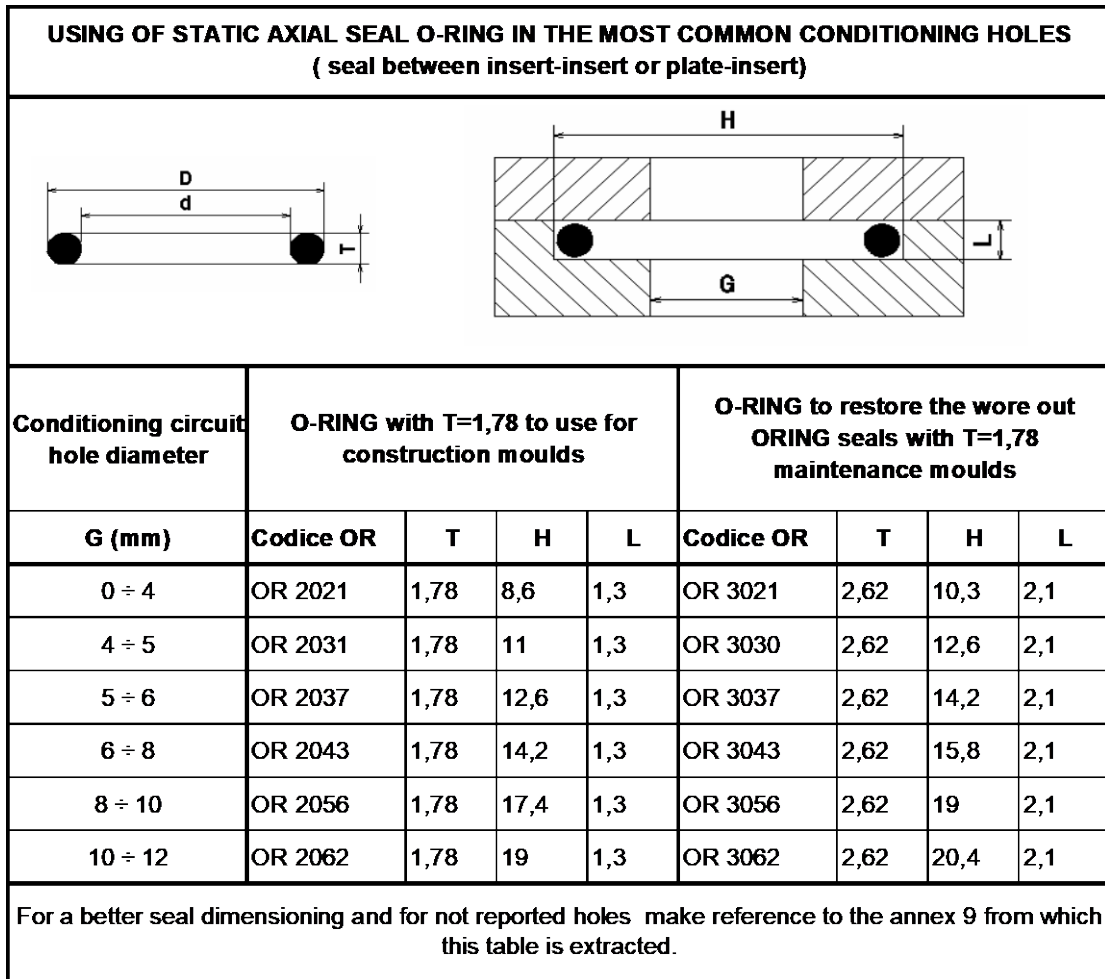 USING OF STATIC AXIAL SEAL O-RING IN THE MOST COMMON CONDITIONING HOLES
( seal between insert-insert or plate-insert)
D
d
T
H
L
G
Conditioning circuit
hole diameter
O-RING with T=1,78 to use for
construction moulds
O-RING to restore the wore out
ORING seals with T=1,78
maintenance moulds
G (mm) Codice OR T H L Codice OR T H L
0 ÷ 4 OR 2021 1,78 8,6 1,3 OR 3021 2,62 10,3 2,1
4 ÷ 5 OR 2031 1,78 11 1,3 OR 3030 2,62 12,6 2,1
5 ÷ 6 OR 2037 1,78 12,6 1,3 OR 3037 2,62 14,2 2,1
6 ÷ 8 OR 2043 1,78 14,2 1,3 OR 3043 2,62 15,8 2,1
8 ÷ 10 OR 2056 1,78 17,4 1,3 OR 3056 2,62 19 2,1
10 ÷ 12 OR 2062 1,78 19 1,3 OR 3062 2,62 20,4 2,1
For a better seal dimensioning and for not reported holes make reference to the annex 9 from which
this table is extracted.